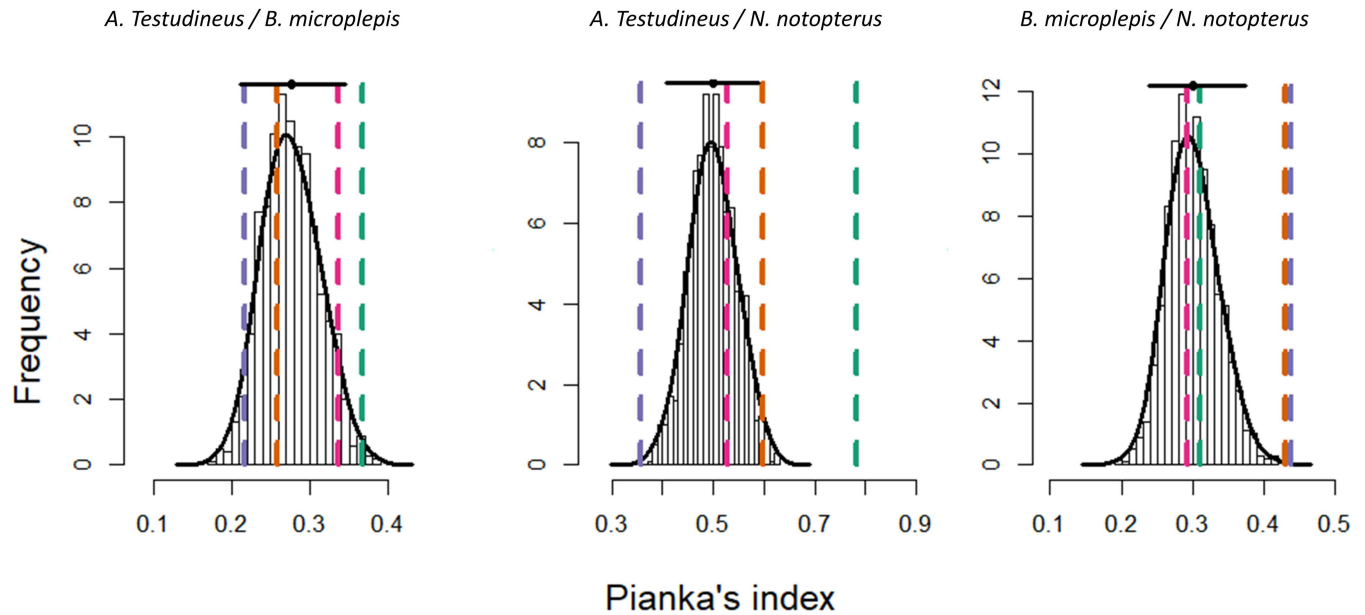 A. Testudineus / B. microplepis
A. Testudineus / N. notopterus
B. microplepis / N. notopterus
Frequency
10
8
6
4
2
0
0.1 0.2 0.3 0.4
8
6
4
2
0
0.3 0.5 0.7 0.9
12
10
8
6
4
2
0
0.1 0.2 0.3 0.4 0.5
Pianka's index